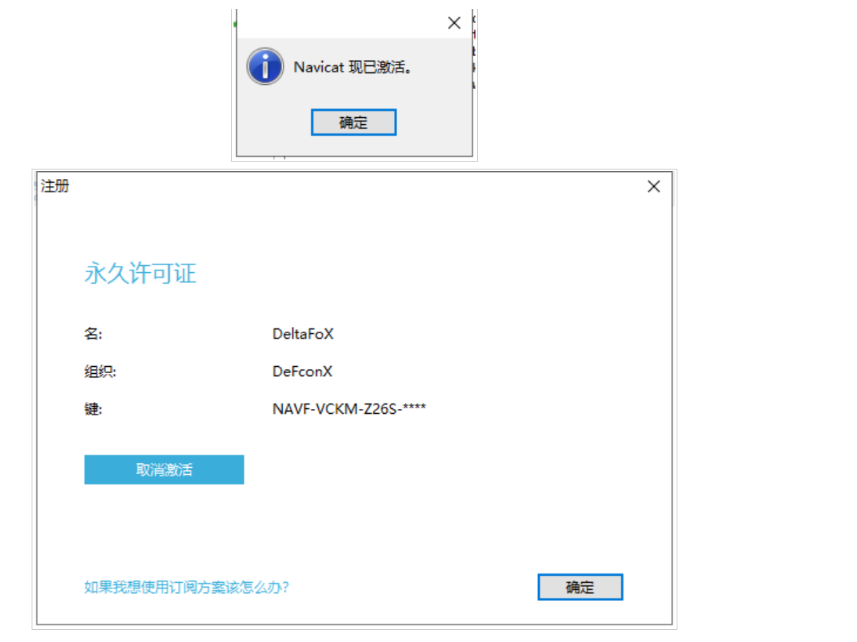 Navicat 现已激活。
确定
注册
永久许可证
名: DeltaFoX
组织: DeFconX
键: NAVF-VCKM-Z26S-****
取消激活
如果我想使用订阅方案该怎么办?
确定